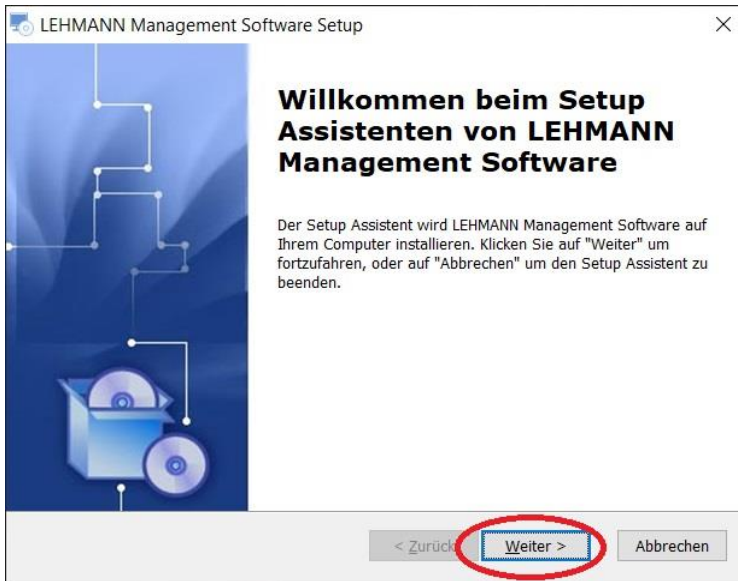 LEHMANN Management Software Setup
Willkommen beim Setup
Assistenten von LEHMANN
Management Software
Der Setup Assistent wird LEHMANN Management Software auf
Ihrem Computer installieren. Klicken Sie auf "Weiter" um
fortzufahren, oder auf "Abbrechen" um den Setup Assistent zu
beenden.
< Zurück Weiter > Abbrechen